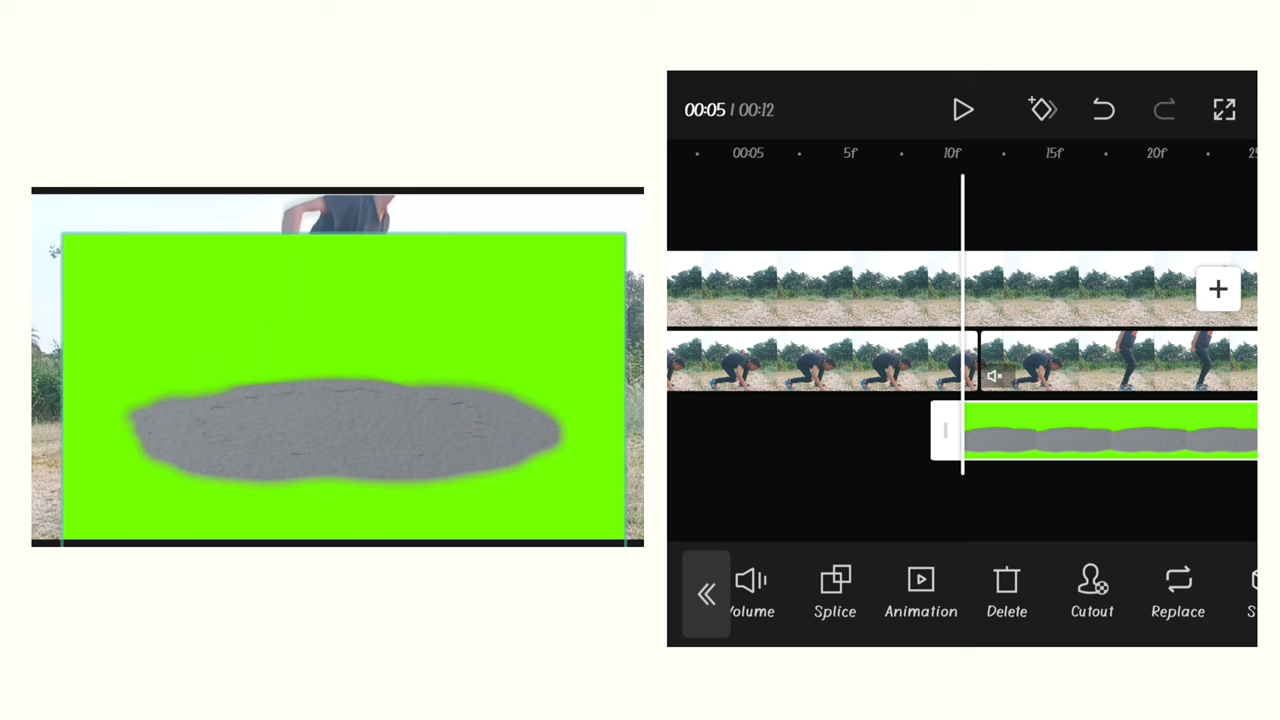 00:05 / 00:12
00:05 5f 10f 15f 20f
Volume Splice Animation Delete Cutout Replace